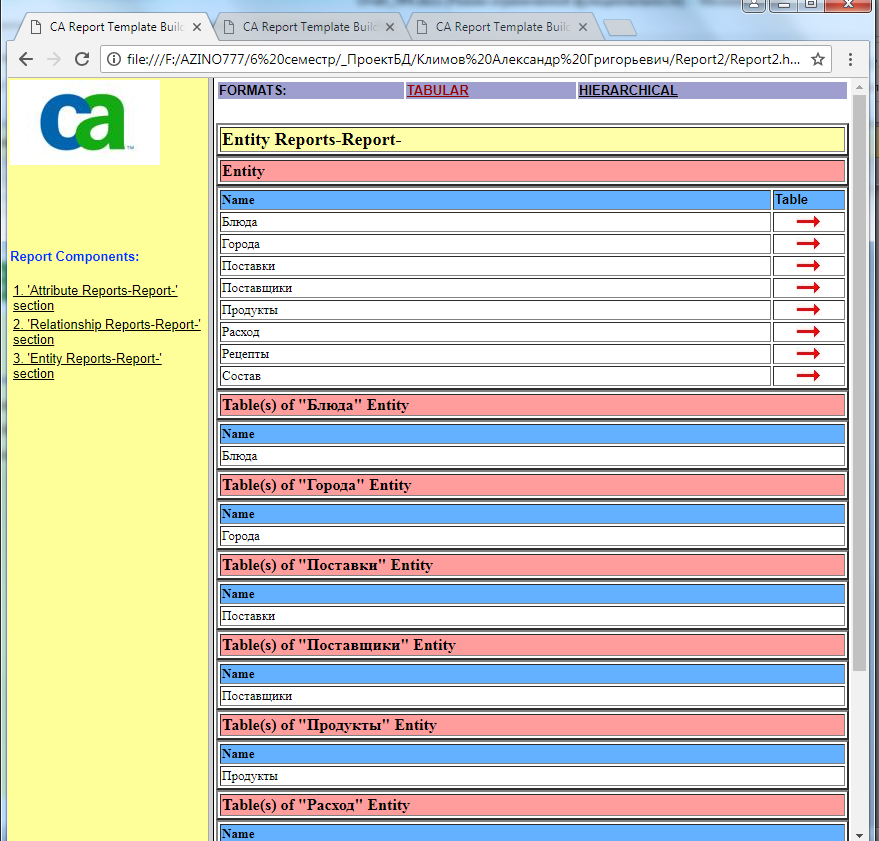 CA Report Template Build
CA Report Template Build
CA Report Template Build
file:///F:/AZINO777/6%20семестр/_ПроектБД/Климов%20Александр%20Григорьевич/Report2/Report2.h...
ca
TM
FORMATS: TABULAR HIERARCHICAL
Report Components:
1. 'Attribute Reports-Report-'
section
2. 'Relationship Reports-Report-'
section
3. 'Entity Reports-Report-'
section
Entity Reports-Report-
Entity
Name Table
Блюда
Города
Поставки
Поставщики
Продукты
Расход
Рецепты
Состав
Table(s) of "Блюда" Entity
Name
Блюда
Table(s) of "Города" Entity
Name
Города
Table(s) of "Поставки" Entity
Name
Поставки
Table(s) of "Поставщики" Entity
Name
Поставщики
Table(s) of "Продукты" Entity
Name
Продукты
Table(s) of "Расход" Entity
Name